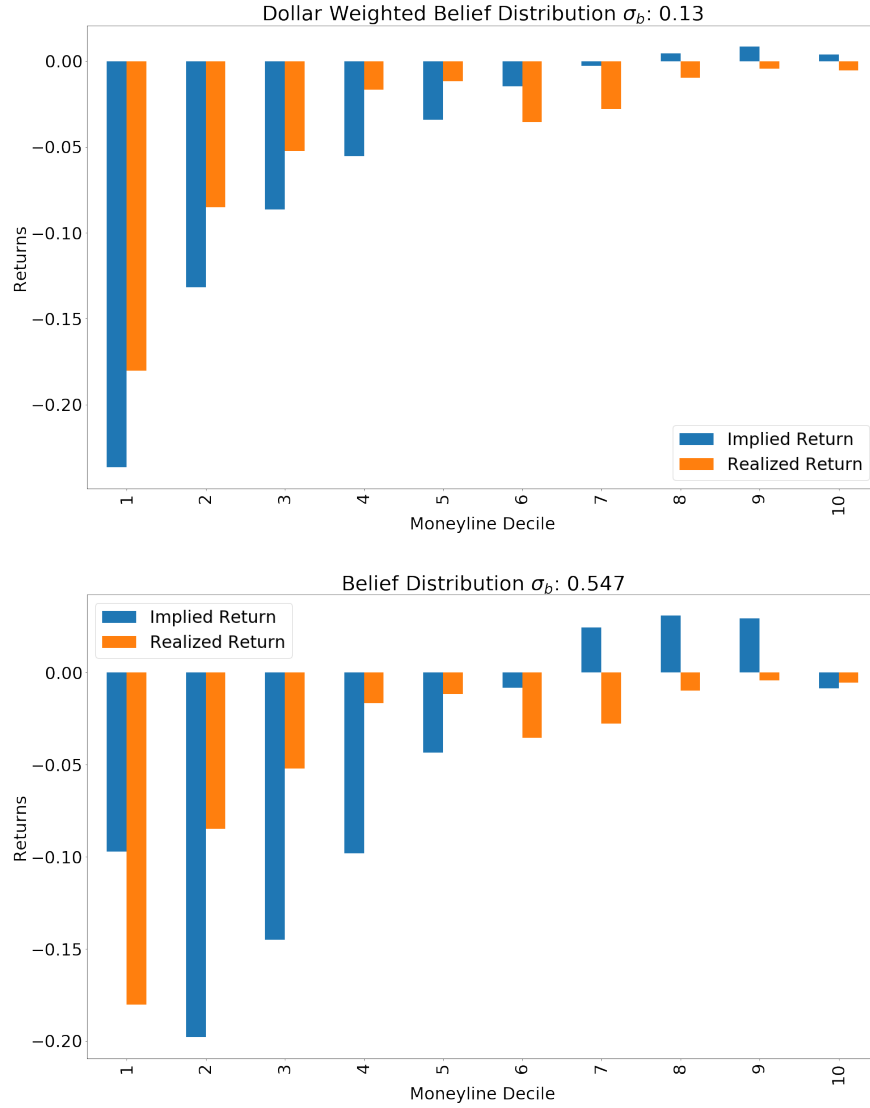 Dollar Weighted Belief Distribution σb: 0.13
0.00
−0.05
−0.10
−0.15
−0.20
Returns
Implied Return
Realized Return
1 2 3 4 5 6 7 8 9 10
Moneyline Decile
Belief Distribution σb: 0.547
Implied Return
Realized Return
0.00
−0.05
−0.10
−0.15
−0.20
Returns
1 2 3 4 5 6 7 8 9 10
Moneyline Decile